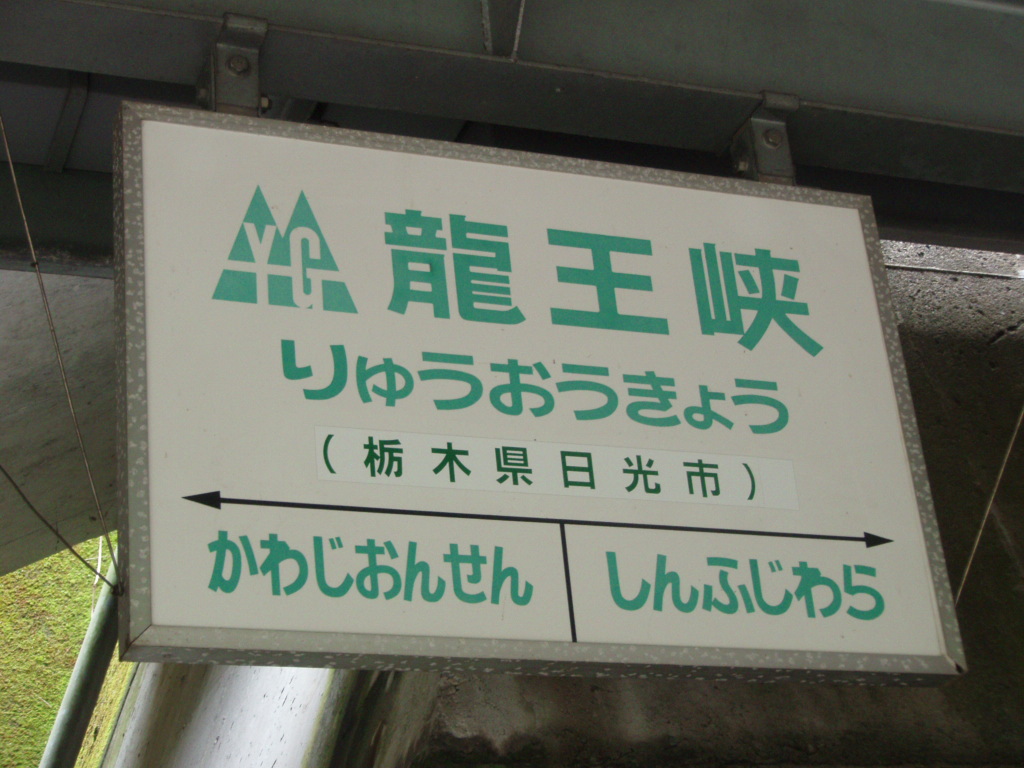 YG 龍王峡
りゅうおうきょう
(栃木県日光市)
かわじおんせん しんふじわら